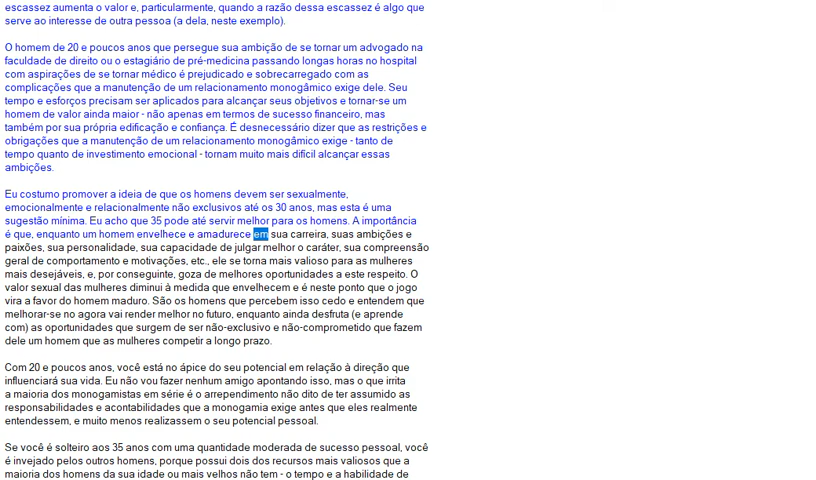 escassez aumenta o valor e, particularmente, quando a razão dessa escassez é algo que
serve ao interesse de outra pessoa (a dela, neste exemplo).
O homem de 20 e poucos anos que persegue sua ambição de se tornar um advogado na
faculdade de direito ou o estagiário de pré-medicina passando longas horas no hospital
com aspirações de se tornar médico é prejudicado e sobrecarregado com as
complicações que a manutenção de um relacionamento monogâmico exige dele. Seu
tempo e esforços precisam ser aplicados para alcançar seus objetivos e tornar-se um
homem de valor ainda maior - não apenas em termos de sucesso financeiro, mas
também por sua própria edificação e confiança. É desnecessário dizer que as restrições e
obrigações que a manutenção de um relacionamento monogâmico exige - tanto de
tempo quanto de investimento emocional - tornam muito mais difícil alcançar essas
ambições.
Eu costumo promover a ideia de que os homens devem ser sexualmente,
emocionalmente e relacionalmente não exclusivos até os 30 anos, mas esta é uma
sugestão mínima. Eu acho que 35 pode até servir melhor para os homens. A importância
é que, enquanto um homem envelhece e amadurece em sua carreira, suas ambições e
paixões, sua personalidade, sua capacidade de julgar melhor o caráter, sua compreensão
geral de comportamento e motivações, etc., ele se torna mais valioso para as mulheres
mais desejáveis, e, por conseguinte, goza de melhores oportunidades a este respeito. O
valor sexual das mulheres diminui à medida que envelhecem e é neste ponto que o jogo
vira a favor do homem maduro. São os homens que percebem isso cedo e entendem que
melhorar-se no agora vai render melhor no futuro, enquanto ainda desfruta (e aprende
com) as oportunidades que surgem de ser não-exclusivo e não-comprometido que fazem
dele um homem que as mulheres competir a longo prazo.
Com 20 e poucos anos, você está no ápice do seu potencial em relação à direção que
influenciará sua vida. Eu não vou fazer nenhum amigo apontando isso, mas o que irrita
a maioria dos monogamistas em série é o arrependimento não dito de ter assumido as
responsabilidades e acontabilidades que a monogamia exige antes que eles realmente
entendessem, e muito menos realizassem o seu potencial pessoal.
Se você é solteiro aos 35 anos com uma quantidade moderada de sucesso pessoal, você
é invejado pelos outros homens, porque possui dois dos recursos mais valiosos que a
maioria dos homens da sua idade ou mais velhos não tem - o tempo e a habilidade de